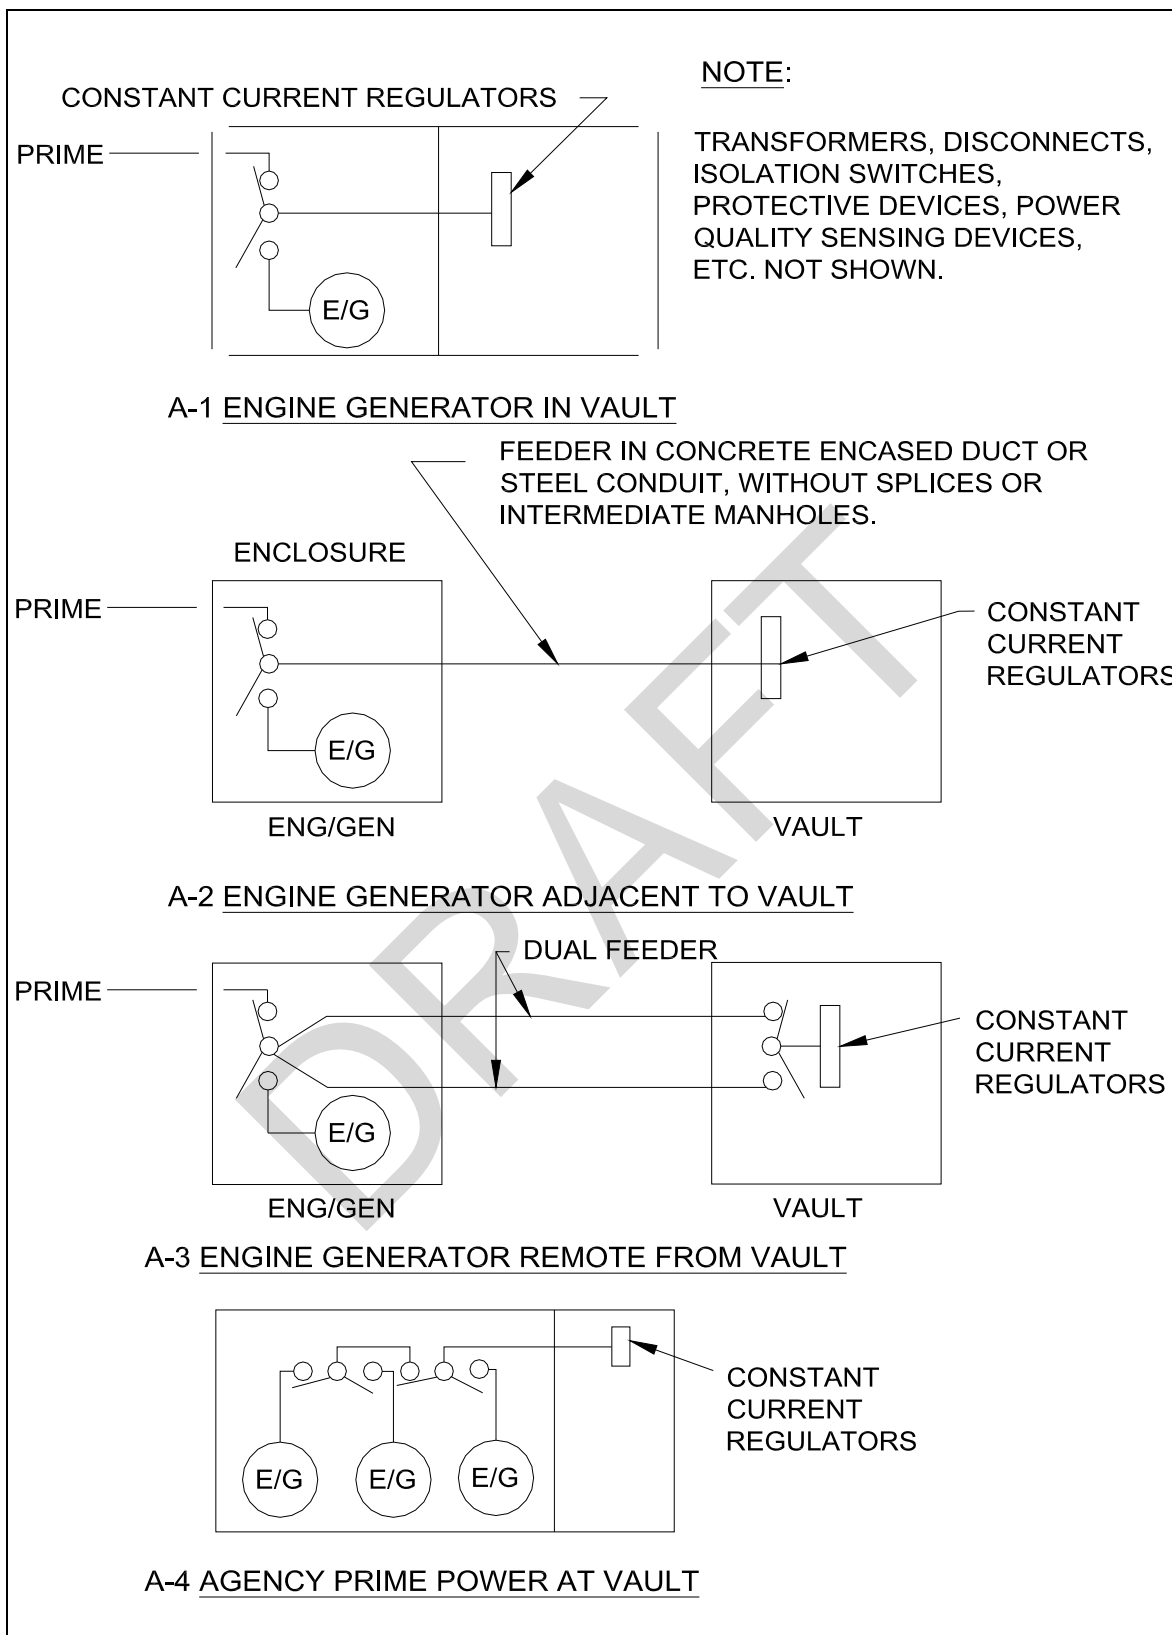 NOTE:
CONSTANT CURRENT REGULATORS
PRIME
TRANSFORMERS, DISCONNECTS,
ISOLATION SWITCHES,
PROTECTIVE DEVICES, POWER
QUALITY SENSING DEVICES,
ETC. NOT SHOWN.
E/G
A-1 ENGINE GENERATOR IN VAULT
FEEDER IN CONCRETE ENCASED DUCT OR
STEEL CONDUIT, WITHOUT SPLICES OR
INTERMEDIATE MANHOLES.
ENCLOSURE
PRIME
CONSTANT
CURRENT
REGULATORS
E/G
ENG/GEN
VAULT
A-2 ENGINE GENERATOR ADJACENT TO VAULT
DUAL FEEDER
PRIME
CONSTANT
CURRENT
REGULATORS
E/G
ENG/GEN
VAULT
A-3 ENGINE GENERATOR REMOTE FROM VAULT
CONSTANT
CURRENT
REGULATORS
E/G E/G E/G
A-4 AGENCY PRIME POWER AT VAULT
DRAFT